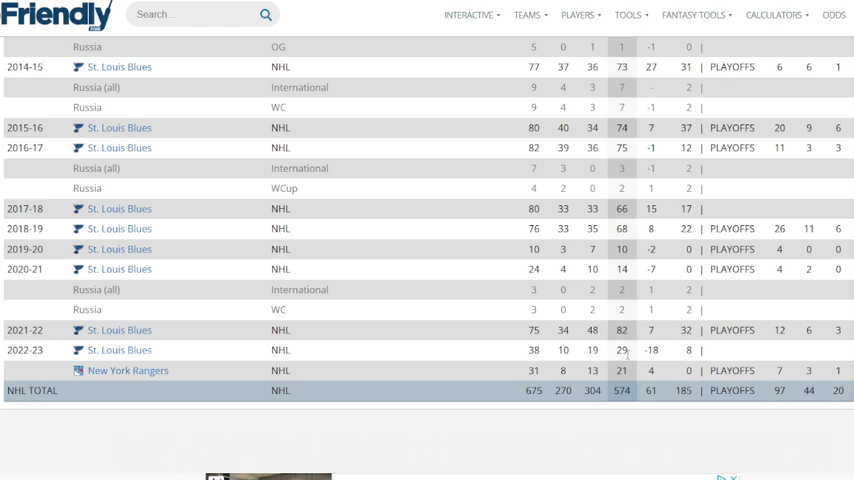 Friendly
Search...
INTERACTIVE TEAMS PLAYERS TOOLS FANTASY-TOOLS CALCULATORS ODDS
Russia OG 5 0 1 1 -1 0 |
2014-15 St. Louis Blues NHL 77 37 36 73 27 31 | PLAYOFFS 6 6 1
Russia (all) International 9 4 3 7 - 2 |
Russia WC 9 4 3 7 -1 2 |
2015-16 St. Louis Blues NHL 80 40 34 74 7 37 | PLAYOFFS 20 9 6
2016-17 St. Louis Blues NHL 82 39 36 75 -1 12 | PLAYOFFS 11 3 3
Russia (all) International 7 3 0 3 -1 2 |
Russia WCup 4 2 0 2 1 2 |
2017-18 St. Louis Blues NHL 80 33 33 66 15 17 |
2018-19 St. Louis Blues NHL 76 33 35 68 8 22 | PLAYOFFS 26 11 6
2019-20 St. Louis Blues NHL 10 3 7 10 -2 0 | PLAYOFFS 4 0 0
2020-21 St. Louis Blues NHL 24 4 10 14 -7 0 | PLAYOFFS 4 2 0
Russia (all) International 3 0 2 2 1 2 |
Russia WC 3 0 2 2 1 2 |
2021-22 St. Louis Blues NHL 75 34 48 82 7 32 | PLAYOFFS 12 6 3
2022-23 St. Louis Blues NHL 38 10 19 29 -18 8 |
New York Rangers NHL 31 8 13 21 4 0 | PLAYOFFS 7 3 1
NHL TOTAL NHL 675 270 304 574 61 185 | PLAYOFFS 97 44 20